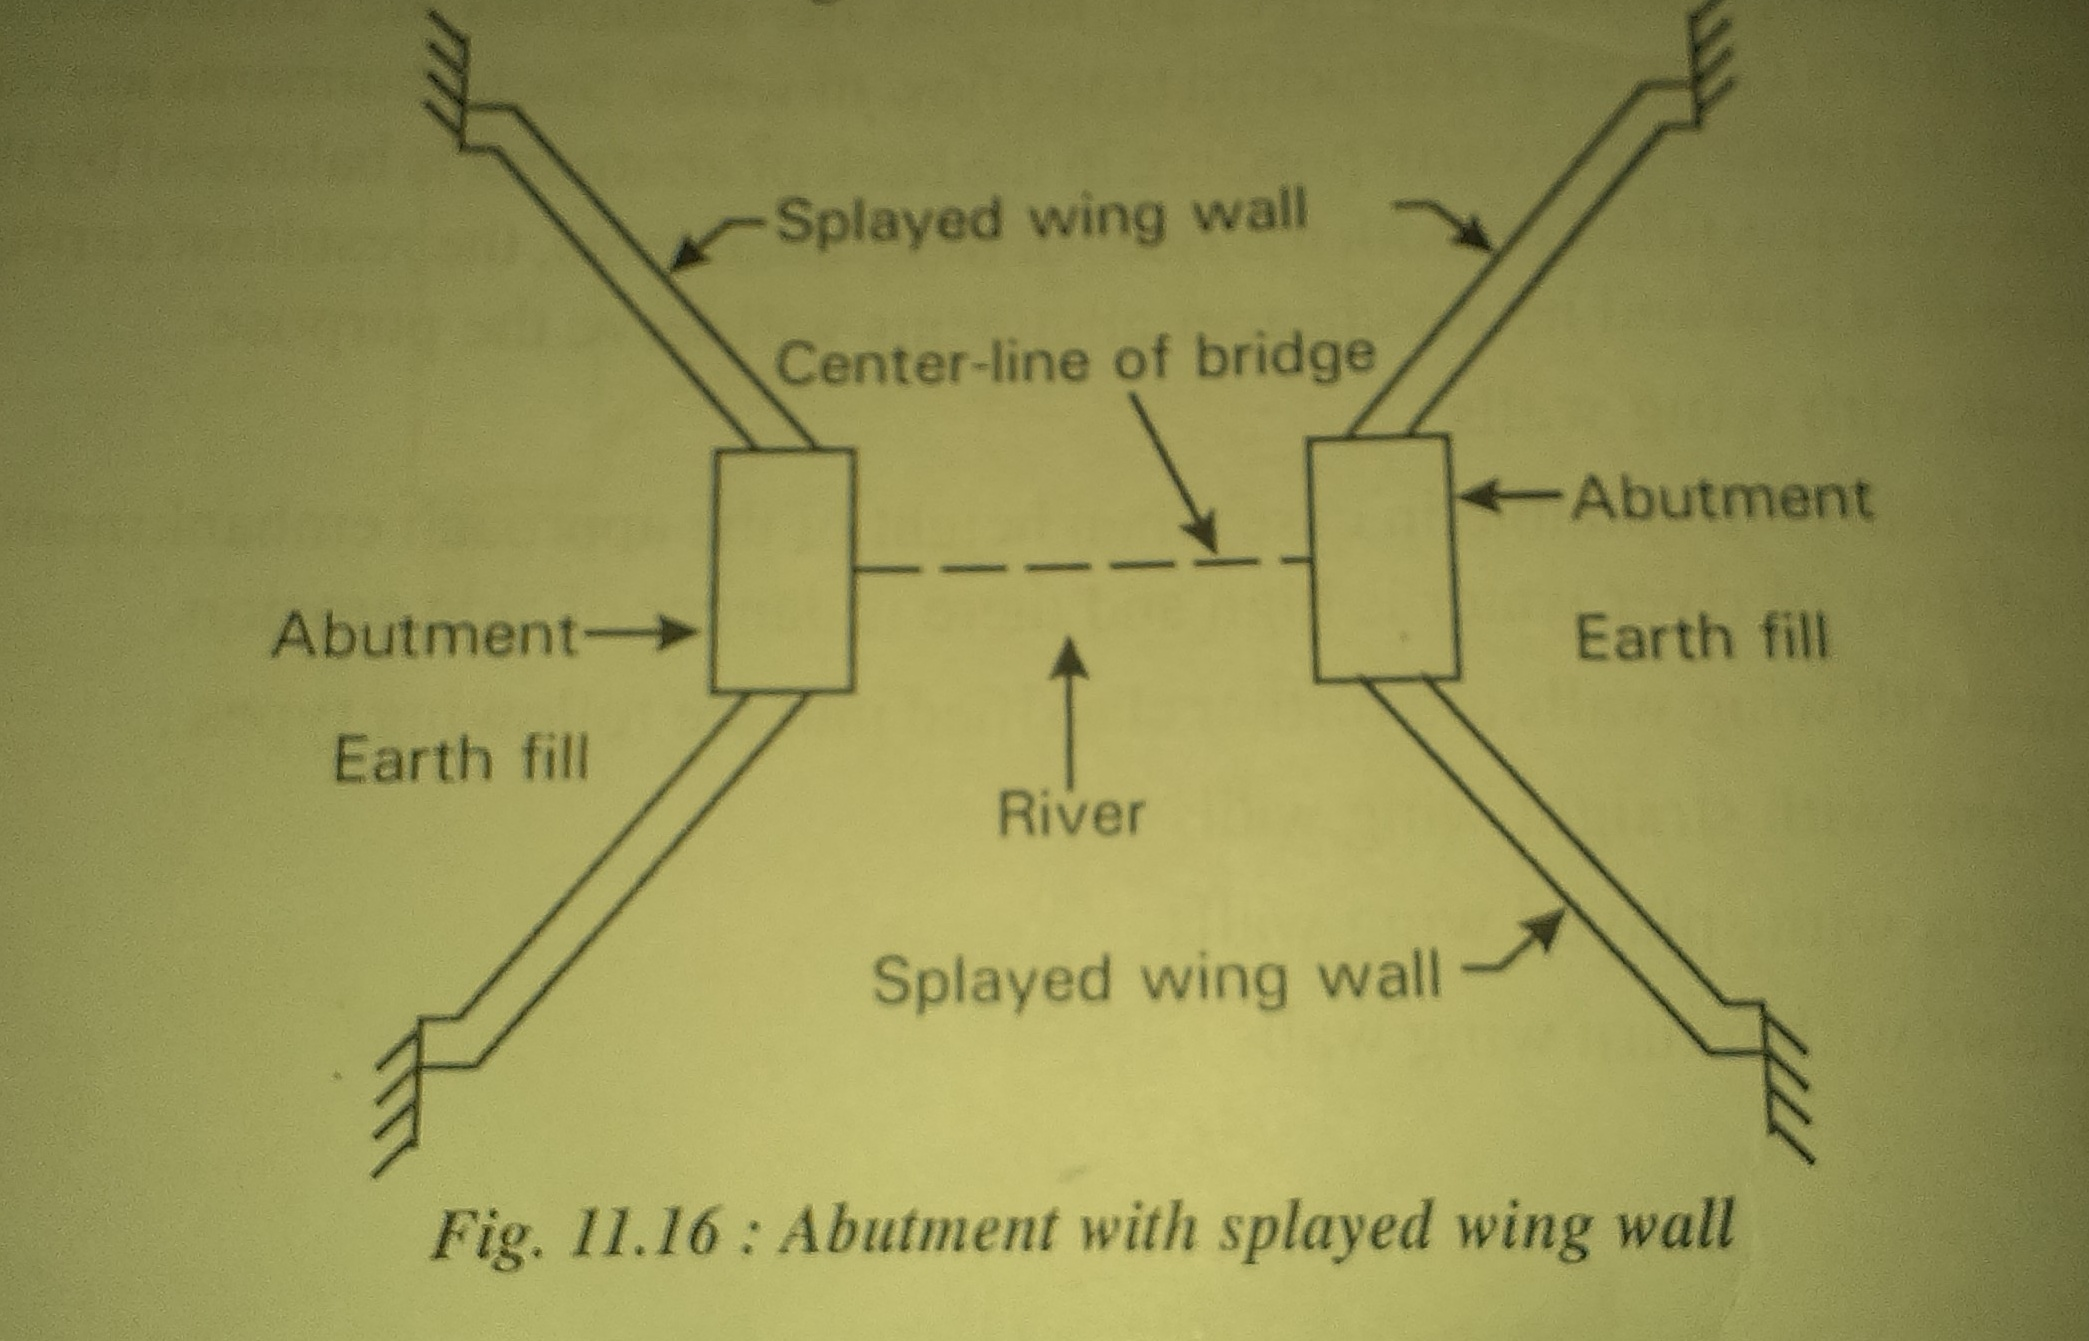 Splayed wing wall
Center-line of bridge
Abutment
Abutment
Earth fill
Earth fill
River
Splayed wing wall
Fig. 11.16 : Abutment with splayed wing wall